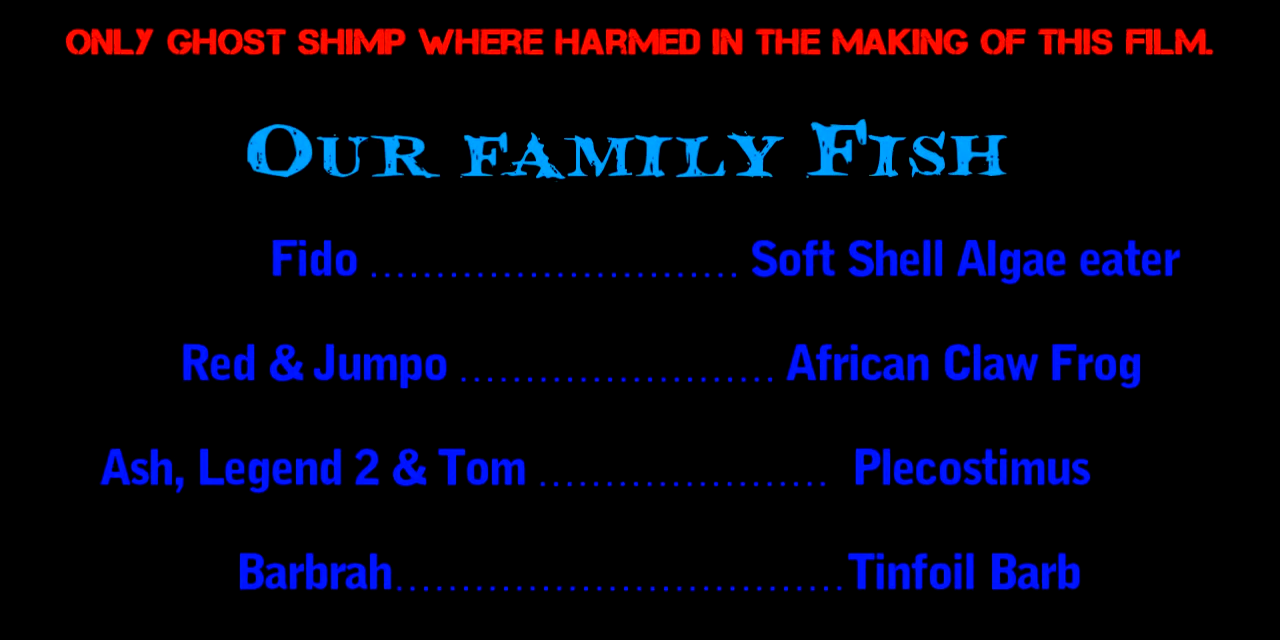 ONLY GHOST SHIMP WHERE HARMED IN THE MAKING OF THIS FILM.
OUR FAMILY FISH
Fido ............................ Soft Shell Algae eater
Red & Jumpo ........................ African Claw Frog
Ash, Legend 2 & Tom ...................... Plecostimus
Barbrah..................................Tinfoil Barb